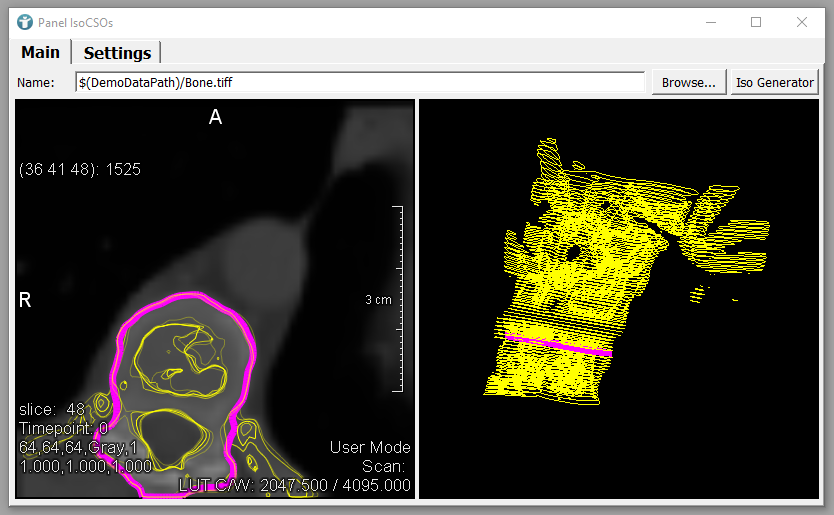 Panel IsoCSOs
Main Settings
Name: $(DemoDataPath)/Bone.tiff Browse... Iso Generator
A
(36 41 48): 1525
R
3 cm
slice: 48
Timepoint: 0
64,64,64,Gray,1
1.000,1.000,1.000
User Mode
Scan:
LUT C/W: 2047.500 / 4095.000